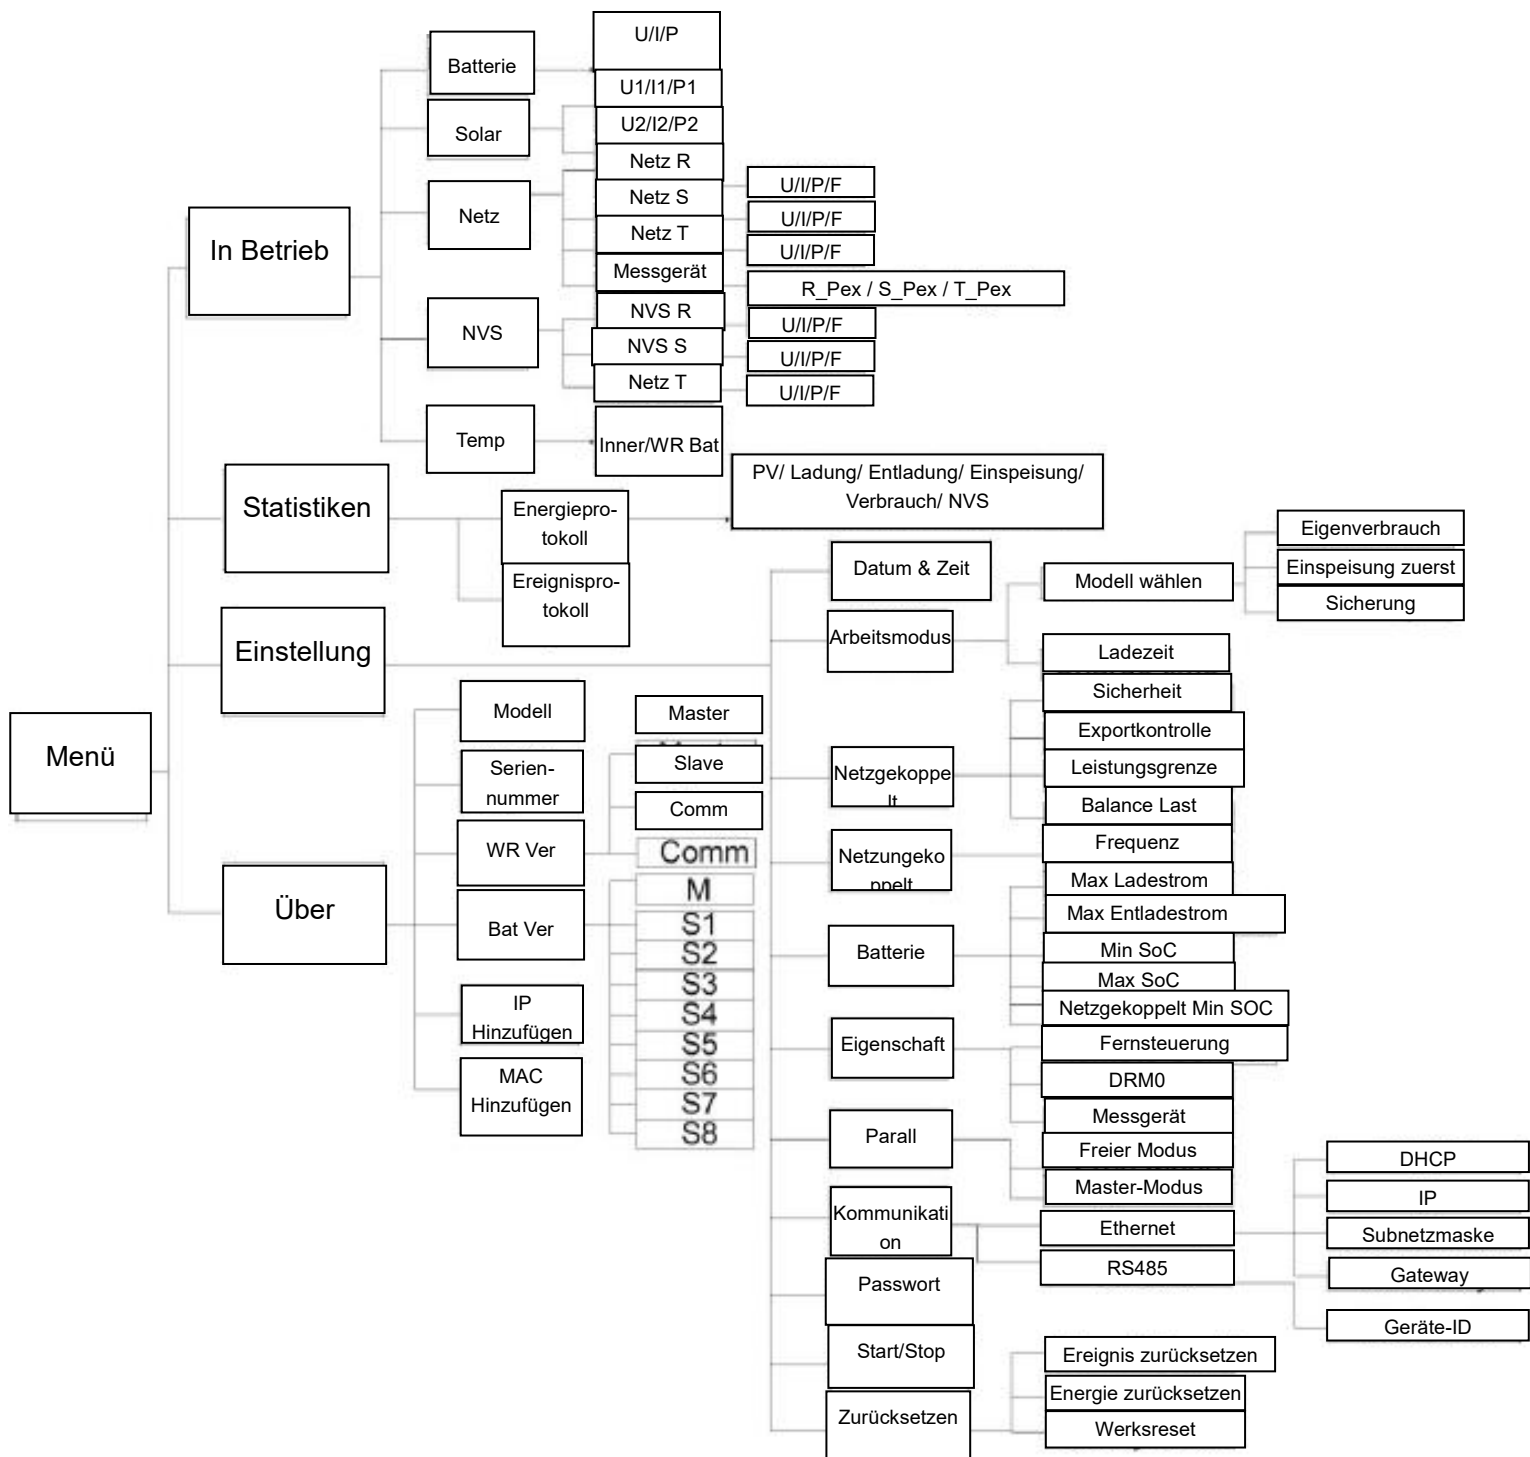 Menü
In Betrieb
Batterie
U/I/P
Solar
U1/I1/P1
U2/I2/P2
Netz
Netz R
U/I/P/F
Netz S
U/I/P/F
Netz T
U/I/P/F
Messgerät
R_Pex / S_Pex / T_Pex
NVS
NVS R
U/I/P/F
NVS S
U/I/P/F
Netz T
U/I/P/F
Temp
Inner/WR Bat
Statistiken
Energiepro-
tokoll
PV/ Ladung/ Entladung/ Einspeisung/
Verbrauch/ NVS
Ereignispro-
tokoll
Einstellung
Datum & Zeit
Arbeitsmodus
Modell wählen
Eigenverbrauch
Einspeisung zuerst
Sicherung
Ladezeit
Netzgekoppe
lt
Sicherheit
Exportkontrolle
Leistungsgrenze
Balance Last
Netzungeko
ppelt
Frequenz
Batterie
Max Ladestrom
Max Entladestrom
Min SoC
Max SoC
Netzgekoppelt Min SOC
Eigenschaft
Fernsteuerung
DRM0
Messgerät
Parall
Freier Modus
Master-Modus
Kommunikati
on
Ethernet
DHCP
IP
Subnetzmaske
Gateway
RS485
Geräte-ID
Passwort
Start/Stop
Zurücksetzen
Ereignis zurücksetzen
Energie zurücksetzen
Werksreset
Über
Modell
Serien-
nummer
WR Ver
Master
Slave
Comm
Comm
Bat Ver
M
S1
S2
S3
S4
S5
S6
S7
S8
IP
Hinzufügen
MAC
Hinzufügen